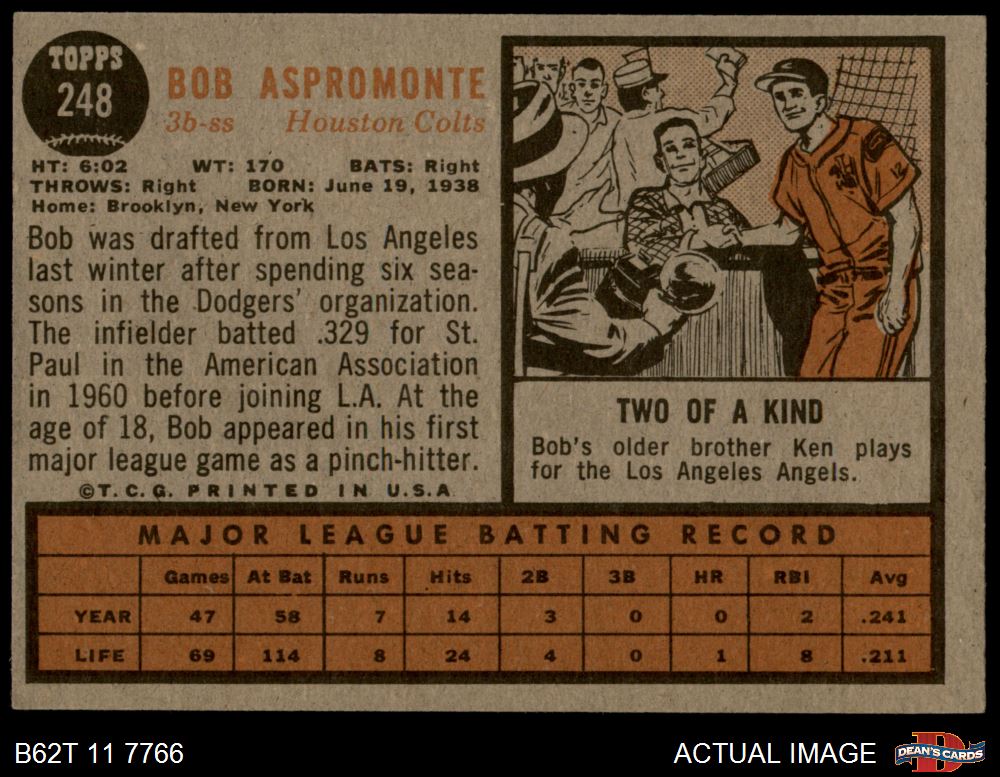 TOPPS
248
BOB ASPROMONTE
3b-ss Houston Colts
HT: 6:02 WT: 170 BATS: Right
THROWS: Right BORN: June 19, 1938
Home: Brooklyn, New York
Bob was drafted from Los Angeles
last winter after spending six sea-
sons in the Dodgers' organization.
The infielder batted .329 for St.
Paul in the American Association
in 1960 before joining L.A. At the
age of 18, Bob appeared in his first
major league game as a pinch-hitter.
©T.C.G. PRINTED IN U.S.A
12
TWO OF A KIND
Bob's older brother Ken plays
for the Los Angeles Angels.
MAJOR LEAGUE BATTING RECORD
Games At Bat Runs Hits 2B 3B HR RBI Avg
YEAR 47 58 7 14 3 0 0 2 .241
LIFE 69 114 8 24 4 0 1 8 .211
B62T 11 7766
ACTUAL IMAGE
D
DEAN'S CARDS